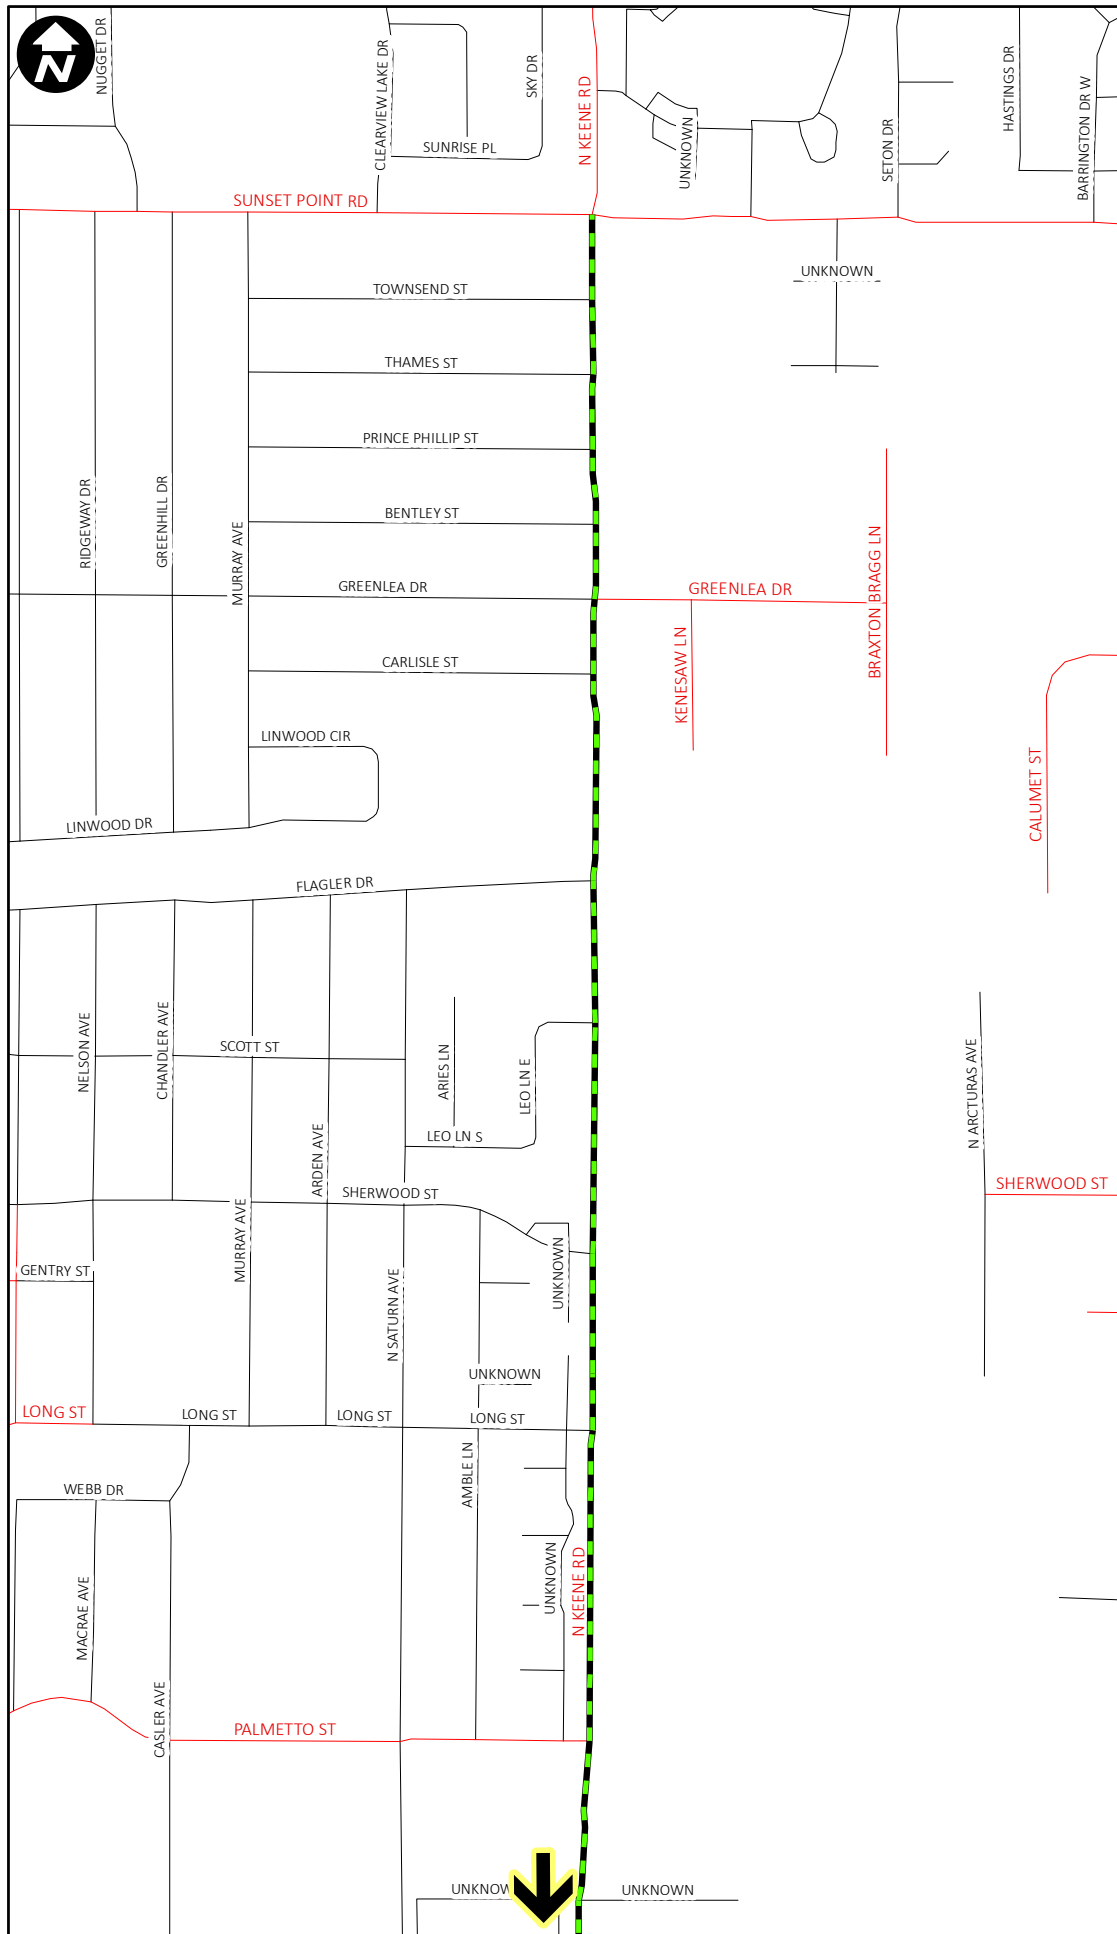 N
NUGGET DR
CLEARVIEW LAKE DR
SKY DR
N KEENE RD
UNKNOWN
SETON DR
HASTINGS DR
BARRINGTON DR W
SUNRISE PL
SUNSET POINT RD
UNKNOWN
TOWNSEND ST
THAMES ST
PRINCE PHILLIP ST
RIDGEWAY DR
GREENHILL DR
MURRAY AVE
BENTLEY ST
GREENLEA DR
GREENLEA DR
BRAXTON BRAGG LN
KENESAW LN
CARLISLE ST
LINWOOD CIR
CALUMET ST
LINWOOD DR
FLAGLER DR
NELSON AVE
CHANDLER AVE
SCOTT ST
ARIES LN
LEO LN E
N ARCTURAS AVE
LEO LN S
ARDEN AVE
SHERWOOD ST
SHERWOOD ST
MURRAY AVE
UNKNOWN
GENTRY ST
N SATURN AVE
UNKNOWN
LONG ST
LONG ST
LONG ST
LONG ST
AMBLE LN
WEBB DR
UNKNOWN
N KEENE RD
MACRAE AVE
CASLER AVE
PALMETTO ST
UNKNOW
UNKNOWN